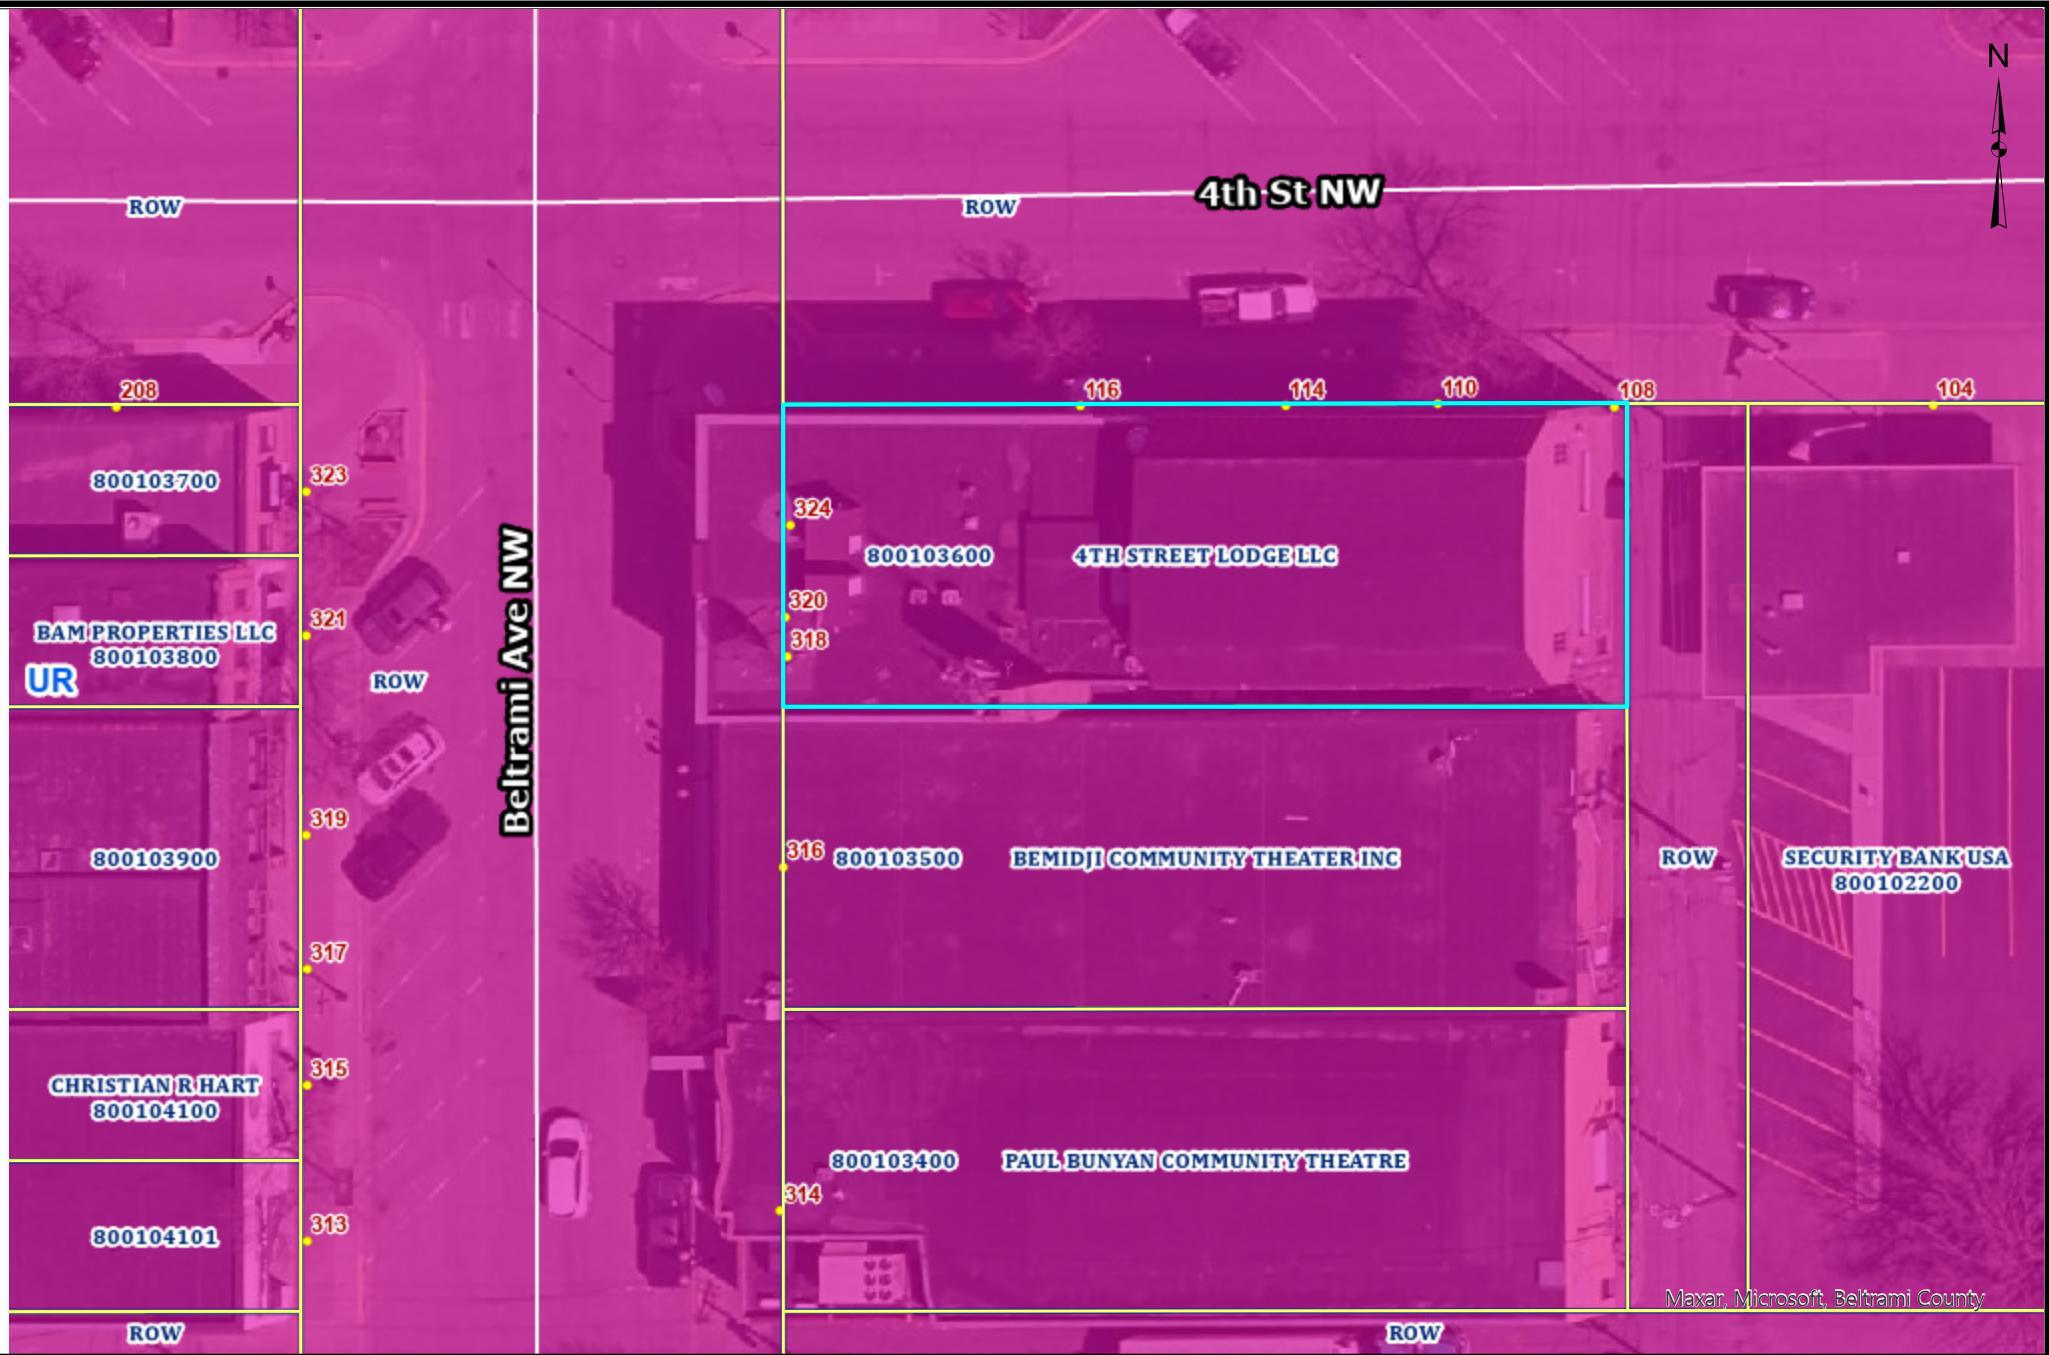 N
4th St NW
ROW
ROW
208
116
114
110
108
104
800103700
323
324
800103600
4TH STREET LODGE LLC
320
318
BAM PROPERTIES LLC
800103800
321
UR
ROW
Beltrami Ave NW
800103900
319
316
800103500
BEMIDJI COMMUNITY THEATER INC
ROW
SECURITY BANK USA
800102200
317
CHRISTIAN R HART
800104100
315
800103400
PAUL BUNYAN COMMUNITY THEATRE
314
800104101
313
Maxar, Microsoft, Beltrami County
ROW
ROW